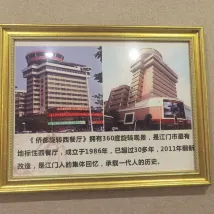 《侨都旋转西餐厅》拥有360度旋转观景，是江门市最有
地标性西餐厅，成立于1986年，已超过30多年，2011年翻新
改造，是江门人的集体回忆，承载一代人的历史。